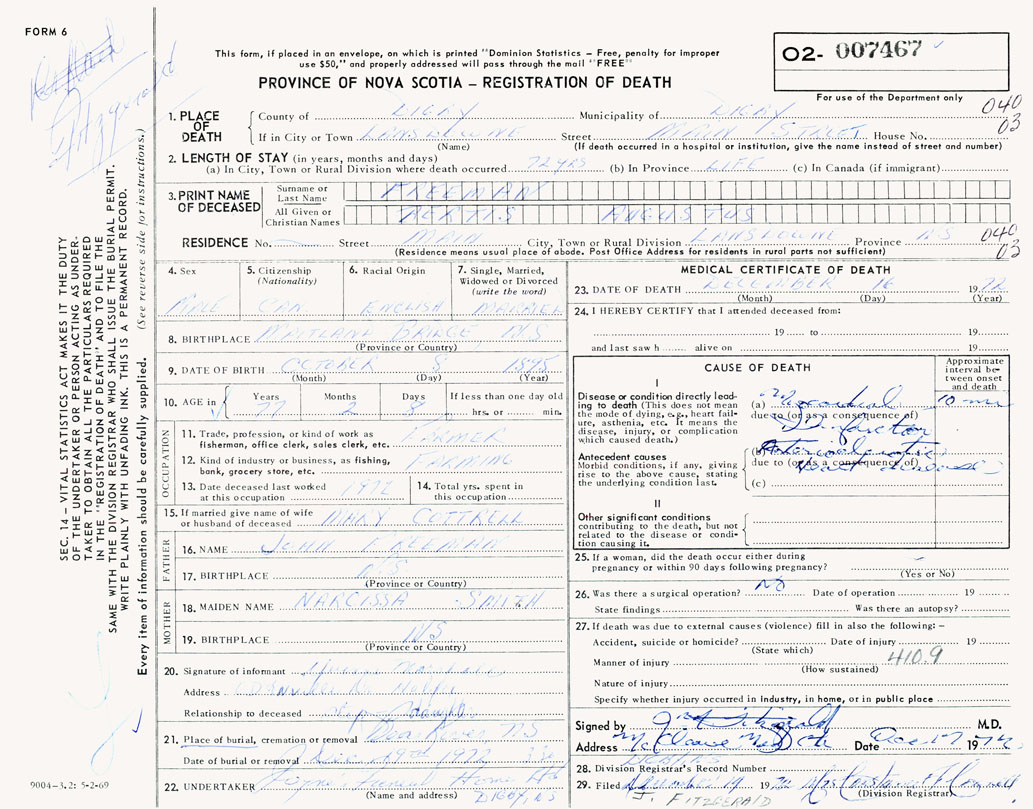 FORM 6
This form, if placed in an envelope, on which is printed "Dominion Statistics – Free, penalty for improper
use $50," and properly addressed will pass through the mail "FREE"
O2- 007467
PROVINCE OF NOVA SCOTIA – REGISTRATION OF DEATH
For use of the Department only
040
03
1. PLACE OF DEATH
County of DIGBY Municipality of DIGBY
If in City or Town LANSDOWNE Street MAIN STREET House No.
(Name) (If death occurred in a hospital or institution, give the name instead of street and number)
2. LENGTH OF STAY (in years, months and days)
(a) In City, Town or Rural Division where death occurred 72 YRS (b) In Province LIFE (c) In Canada (if immigrant)
3. PRINT NAME OF DECEASED
Surname or Last Name FREEMAN
All Given or Christian Names AUGUSTUS
RESIDENCE No. Street MAIN City, Town or Rural Division LANSDOWNE Province NS
040
03
(Residence means usual place of abode. Post Office Address for residents in rural parts not sufficient)
4. Sex MALE
5. Citizenship (Nationality) CAN
6. Racial Origin ENGLISH
7. Single, Married, Widowed or Divorced (write the word) MARRIED
8. BIRTHPLACE MAITLAND BRIDGE, N/S
(Province or Country)
9. DATE OF BIRTH OCTOBER 8 1895
(Month) (Day) (Year)
10. AGE in Years 77 Months 2 Days 8 If less than one day old
hrs. or min.
OCCUPATION
11. Trade, profession, or kind of work as fisherman, office clerk, sales clerk, etc. FARMER
12. Kind of industry or business, as fishing, bank, grocery store, etc. FARMING
13. Date deceased last worked at this occupation 1972
14. Total yrs. spent in this occupation
15. If married give name of wife or husband of deceased MARY COTTRELL
FATHER
16. NAME JOHN FREEMAN
17. BIRTHPLACE N/S
(Province or Country)
MOTHER
18. MAIDEN NAME NARCISSA SMITH
19. BIRTHPLACE N/S
(Province or Country)
20. Signature of informant
Address
Relationship to deceased
21. Place of burial, cremation or removal Bear River, NS
Date of burial or removal Dec 19th 1972
22. UNDERTAKER Funeral Home Ltd
(Name and address) DIGBY, NS
MEDICAL CERTIFICATE OF DEATH
23. DATE OF DEATH DECEMBER 16 1972
(Month) (Day) (Year)
24. I HEREBY CERTIFY that I attended deceased from:
19 to 19
and last saw h alive on 19
CAUSE OF DEATH
Approximate interval between onset and death
I
Disease or condition directly leading to death (This does not mean the mode of dying, e.g., heart failure, asthenia, etc. It means the disease, injury, or complication which caused death.)
(a) Myocardial 10 min
due to (or as a consequence of)
Infarction
Antecedent causes
Morbid conditions, if any, giving rise to the above cause, stating the underlying condition last.
(b) Arteriosclerotic
due to (or as a consequence of)
(c)
II
Other significant conditions contributing to the death, but not related to the disease or condition causing it.
25. If a woman, did the death occur either during pregnancy or within 90 days following pregnancy?
(Yes or No)
26. Was there a surgical operation? No Date of operation 19
State findings Was there an autopsy?
27. If death was due to external causes (violence) fill in also the following: –
Accident, suicide or homicide? Date of injury 19
(State which)
Manner of injury 410.9
(How sustained)
Nature of injury
Specify whether injury occurred in industry, in home, or in public place
Signed by M.D.
Address Date Dec 17 1972
28. Division Registrar's Record Number
29. Filed December 19 1972
(Division Registrar)
J. FITZGERALD
SEC. 14 – VITAL STATISTICS ACT MAKES IT THE DUTY
OF THE UNDERTAKER OR PERSON ACTING AS UNDER-
TAKER TO OBTAIN ALL THE PARTICULARS REQUIRED
IN THE "REGISTRATION OF DEATH" AND TO FILE THE
SAME WITH THE DIVISION REGISTRAR WHO SHALL ISSUE THE BURIAL PERMIT.
WRITE PLAINLY WITH UNFADING INK. THIS IS A PERMANENT RECORD.
Every item of information should be carefully supplied. (See reverse side for instructions.)
9004-3.2: 5-2-69